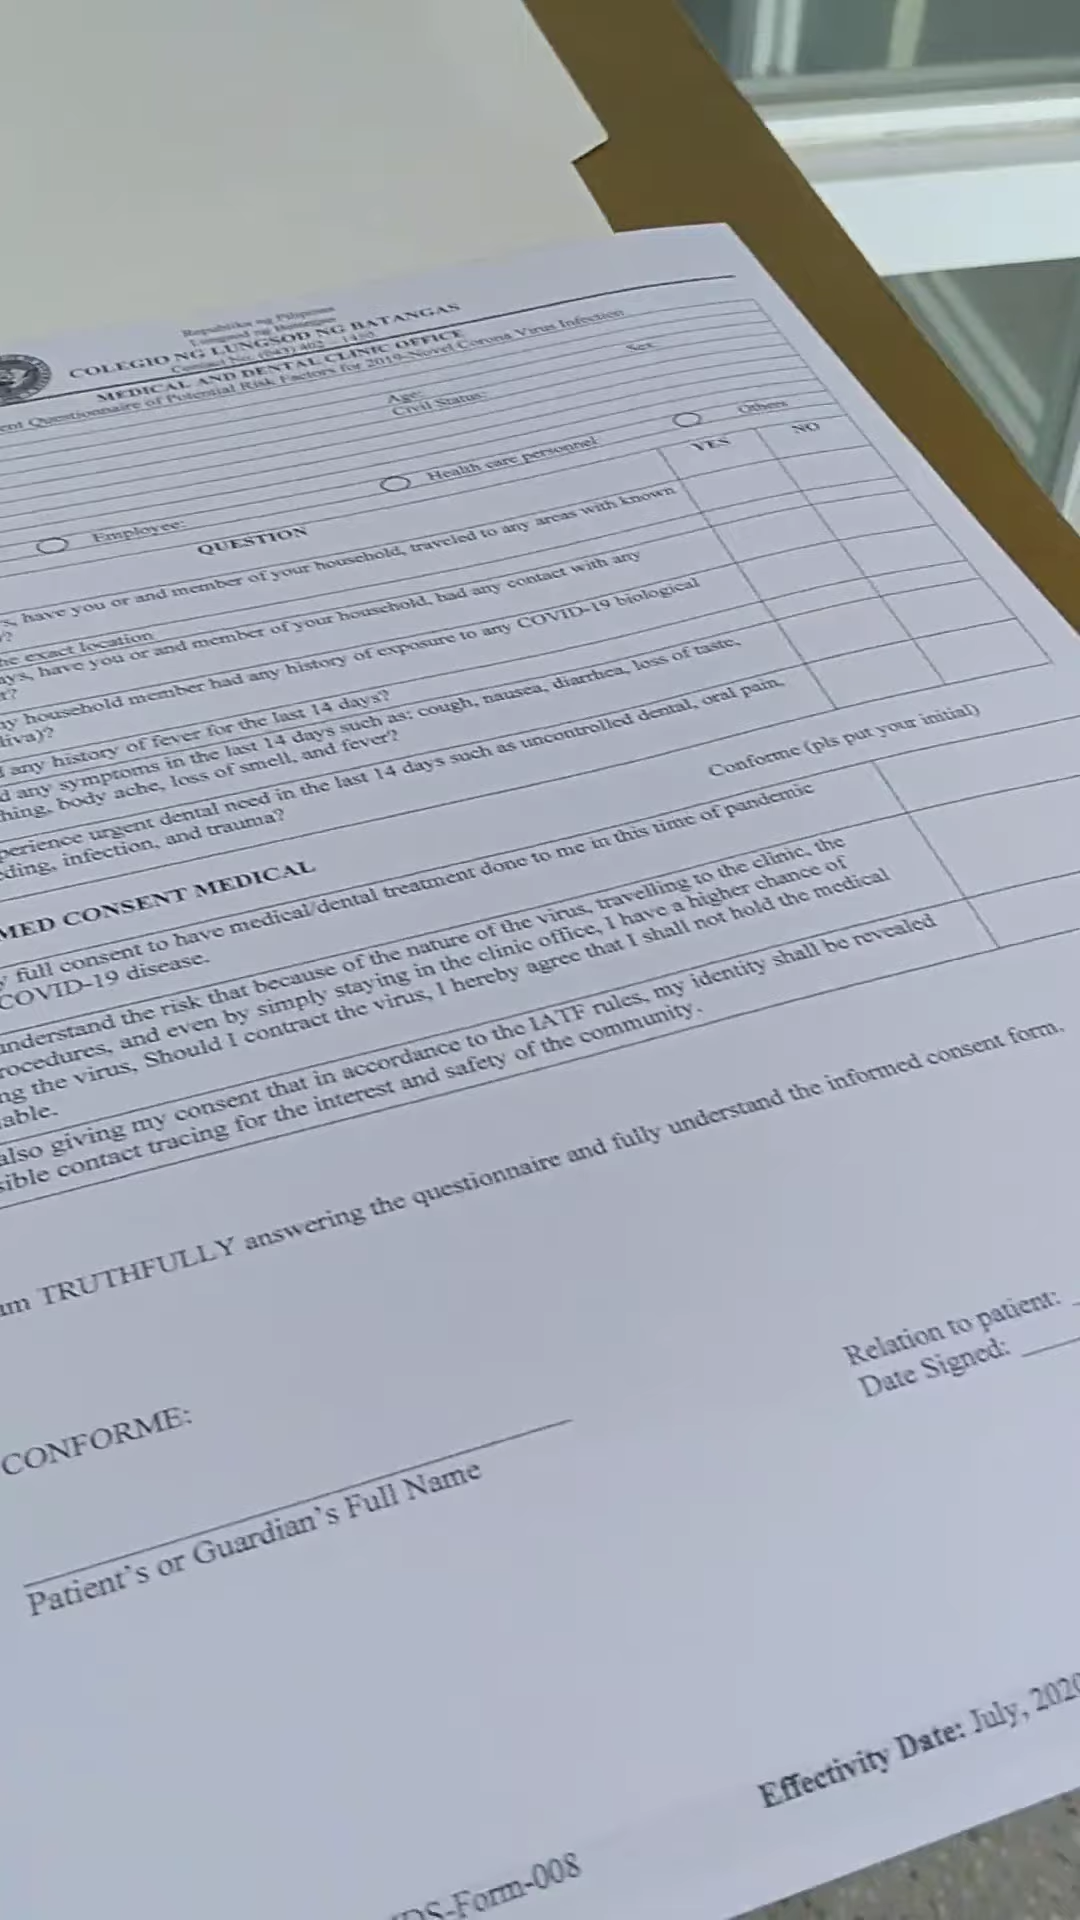 Republika ng Pilipinas
Lungsod ng Batangas
COLEGIO NG LUNGSOD NG BATANGAS
Contact No. (043) 402 - 1450
MEDICAL AND DENTAL CLINIC OFFICE
ent Questionnaire of Potential Risk Factors for 2019-Novel Corona Virus Infection
Age: Sex:
Civil Status:
Employee: Health care personnel Others
QUESTION YES NO
s, have you or and member of your household, traveled to any areas with known
?
he exact location
ays, have you or and member of your household, had any contact with any
t?
ny household member had any history of exposure to any COVID-19 biological
liva)?
any history of fever for the last 14 days?
d any symptoms in the last 14 days such as: cough, nausea, diarrhea, loss of taste,
hing, body ache, loss of smell, and fever?
perience urgent dental need in the last 14 days such as uncontrolled dental, oral pain,
ding, infection, and trauma?
MED CONSENT MEDICAL Conforme (pls put your initial)
y full consent to have medical/dental treatment done to me in this time of pandemic
COVID-19 disease.
understand the risk that because of the nature of the virus, travelling to the clinic, the
rocedures, and even by simply staying in the clinic office, I have a higher chance of
ng the virus, Should I contract the virus, I hereby agree that I shall not hold the medical
able.
also giving my consent that in accordance to the IATF rules, my identity shall be revealed
sible contact tracing for the interest and safety of the community.
am TRUTHFULLY answering the questionnaire and fully understand the informed consent form.
Relation to patient:
Date Signed:
CONFORME:
Patient's or Guardian's Full Name
Effectivity Date: July, 2020
DS-Form-008